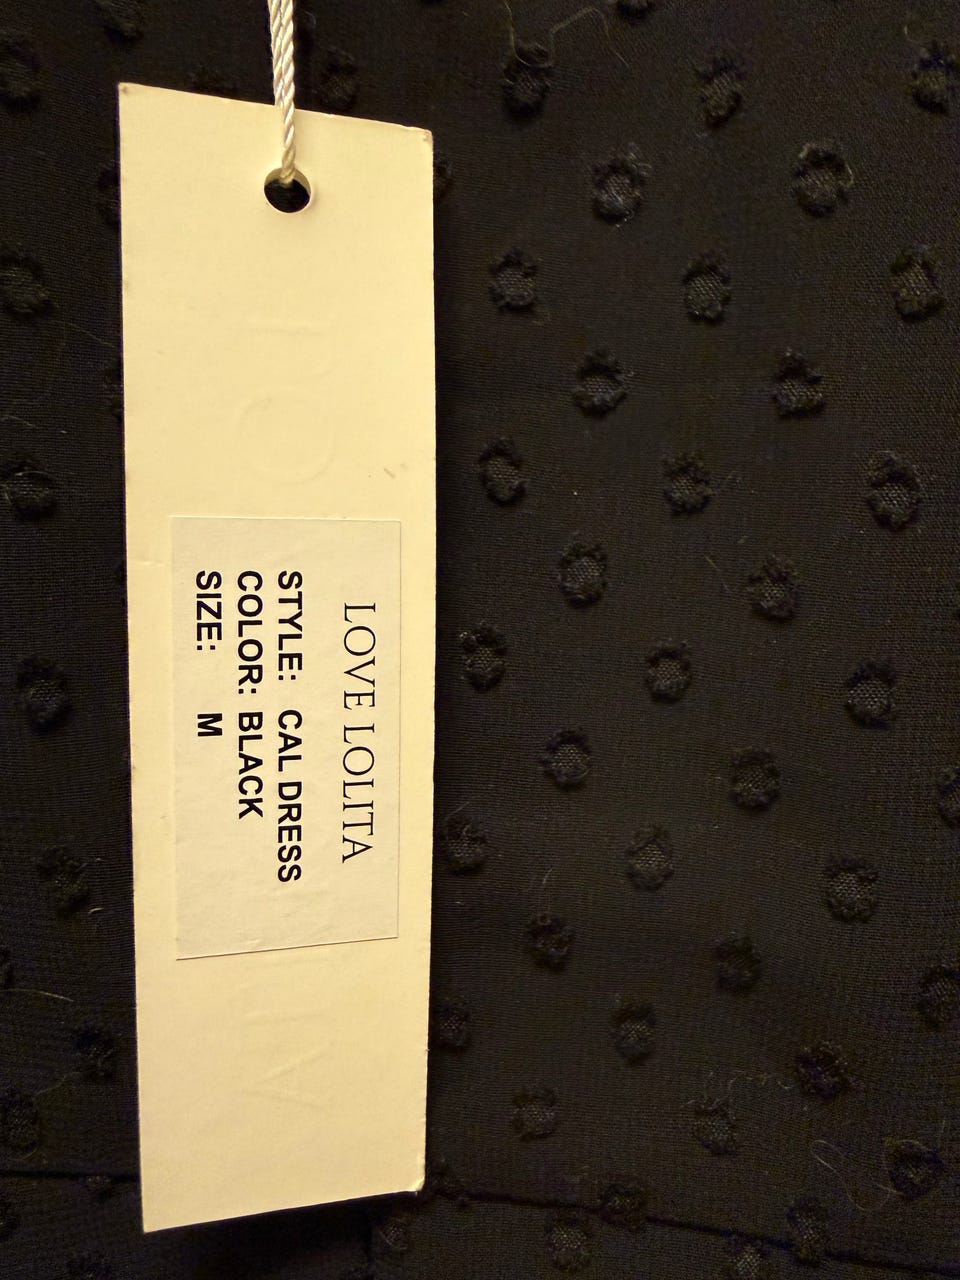 LOVE LOLITA
STYLE: CAL DRESS
COLOR: BLACK
SIZE: M